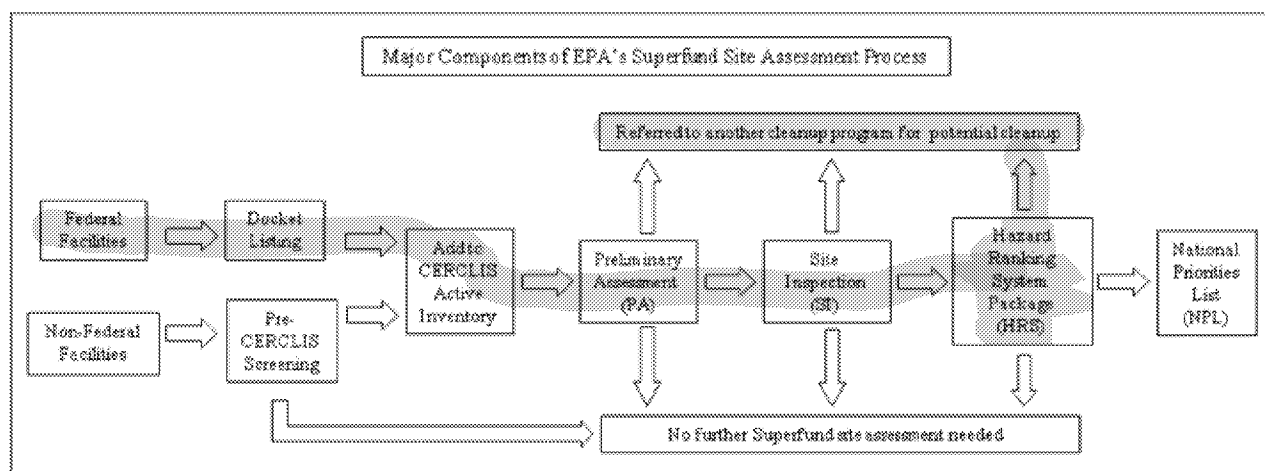 Major Components of EPA's Superfund Site Assessment Process
Referred to another cleanup program for potential cleanup
Federal
Facilities
Docket
Listing
Add to
CERCLIS
Active
Inventory
Preliminary
Assessment
(PA)
Site
Inspection
(SI)
Hazard
Ranking
System
Package
(HRS)
National
Priorities
List
(NPL)
Non-Federal
Facilities
Pre-
CERCLIS
Screening
No further Superfund site assessment needed